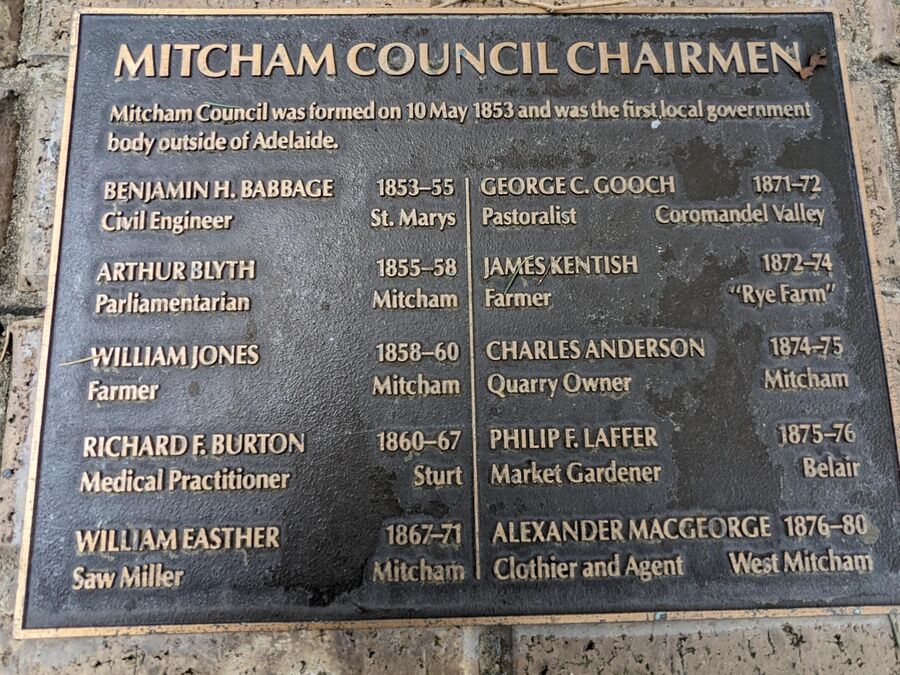 MITCHAM COUNCIL CHAIRMEN
Mitcham Council was formed on 10 May 1853 and was the first local government
body outside of Adelaide.
BENJAMIN H. BABBAGE 1853–55
Civil Engineer St. Marys
ARTHUR BLYTH 1855–58
Parliamentarian Mitcham
WILLIAM JONES 1858–60
Farmer Mitcham
RICHARD F. BURTON 1860–67
Medical Practitioner Sturt
WILLIAM EASTHER 1867–71
Saw Miller Mitcham
GEORGE C. GOOCH 1871–72
Pastoralist Coromandel Valley
JAMES KENTISH 1872–74
Farmer "Rye Farm"
CHARLES ANDERSON 1874–75
Quarry Owner Mitcham
PHILIP F. LAFFER 1875–76
Market Gardener Belair
ALEXANDER MACGEORGE 1876–80
Clothier and Agent West Mitcham